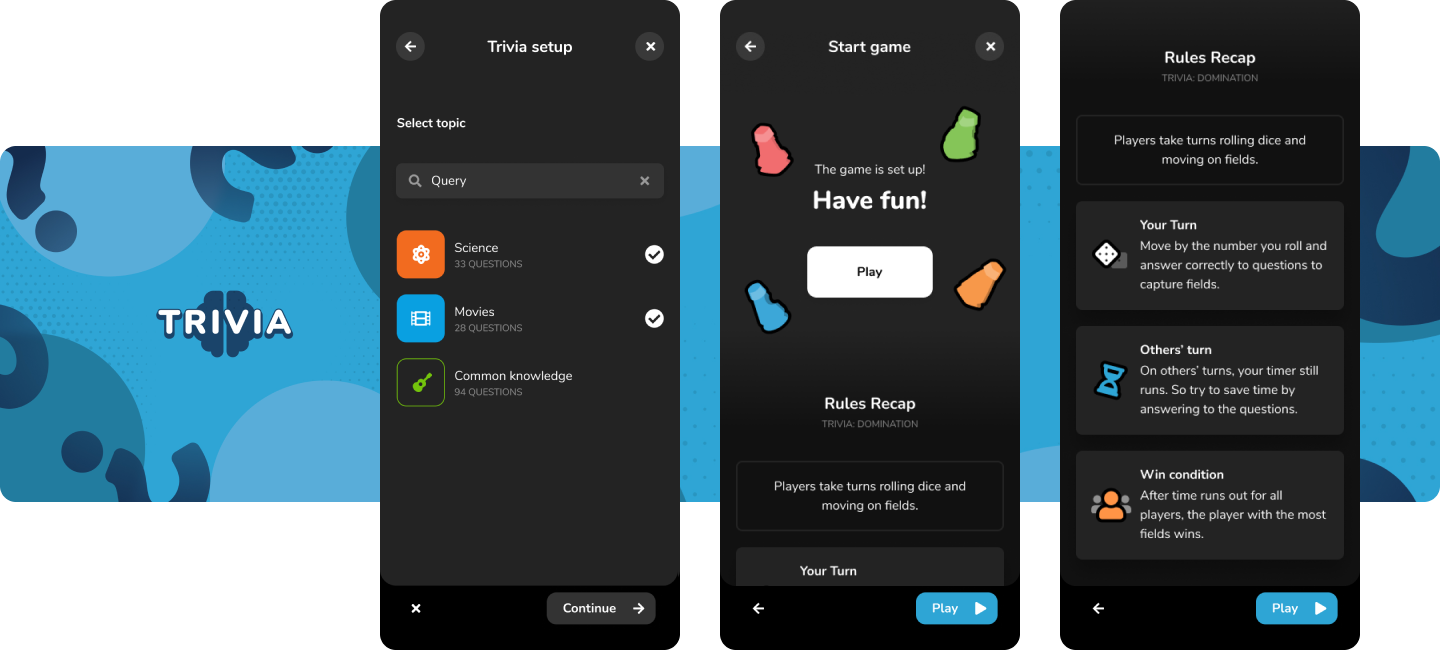 TRIVIA
Trivia setup
Select topic
Query
Science
33 QUESTIONS
Movies
28 QUESTIONS
Common knowledge
94 QUESTIONS
Continue
Start game
The game is set up!
Have fun!
Play
Rules Recap
TRIVIA: DOMINATION
Players take turns rolling dice and
moving on fields.
Your Turn
Play
Rules Recap
TRIVIA: DOMINATION
Players take turns rolling dice and
moving on fields.
Your Turn
Move by the number you roll and
answer correctly to questions to
capture fields.
Others’ turn
On others’ turns, your timer still
runs. So try to save time by
answering to the questions.
Win condition
After time runs out for all
players, the player with the most
fields wins.
Play